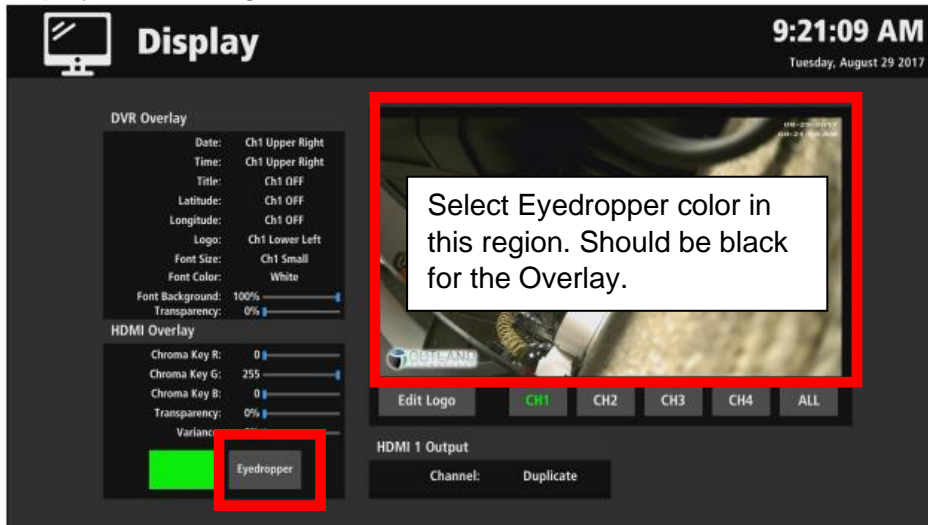 Display
9:21:09 AM
Tuesday, August 29 2017
DVR Overlay
Date: Ch1 Upper Right
Time: Ch1 Upper Right
Title: Ch1 OFF
Latitude: Ch1 OFF
Longitude: Ch1 OFF
Logo: Ch1 Lower Left
Font Size: Ch1 Small
Font Color: White
Font Background: 100%
Transparency: 0%
HDMI Overlay
Chroma Key R: 0
Chroma Key G: 255
Chroma Key B: 0
Transparency: 0%
Eyedropper
08-29-2017
Select Eyedropper color in
this region. Should be black
for the Overlay.
Edit Logo CH1 CH2 CH3 CH4 ALL
HDMI 1 Output
Channel: Duplicate